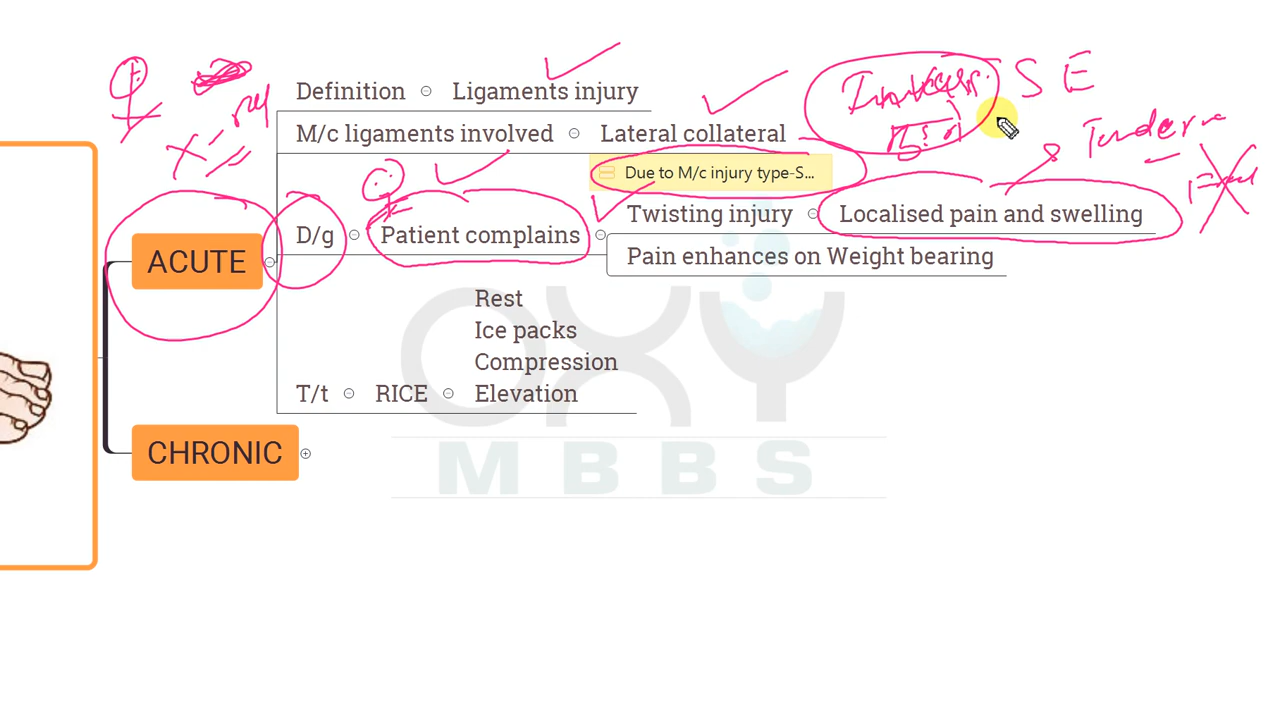 Definition Ligaments injury
M/c ligaments involved Lateral collateral
S E
Tender
Due to M/c injury type-S...
Twisting injury Localised pain and swelling
D/g Patient complains
Pain enhances on Weight bearing
ACUTE
Rest
Ice packs
Compression
T/t RICE Elevation
CHRONIC
MBBS